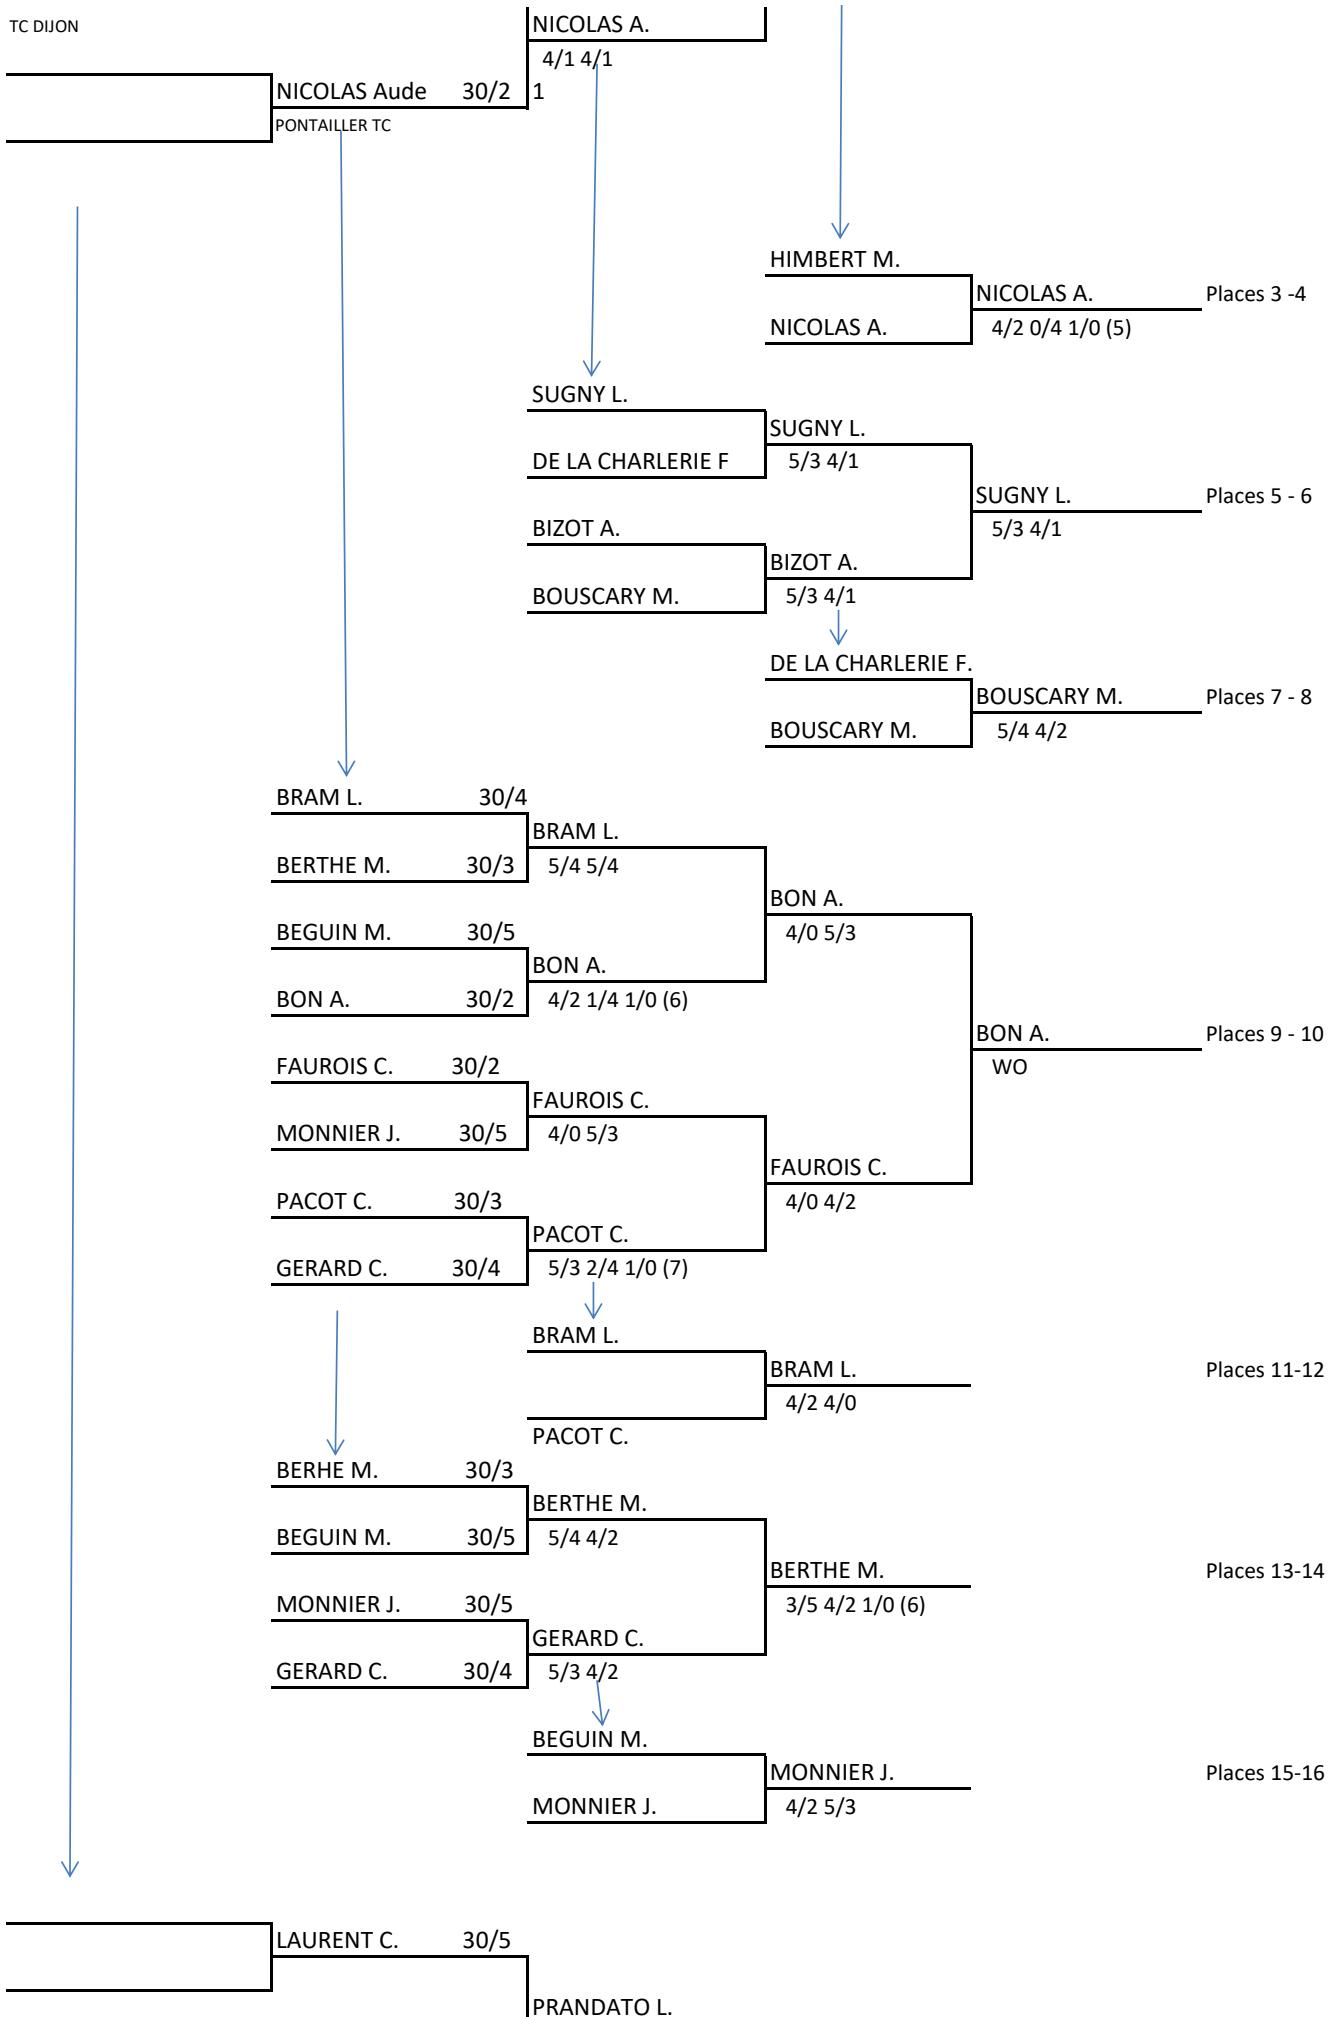 TC DIJON
NICOLAS A.
4/1 4/1
NICOLAS Aude 30/2 1
PONTAILLER TC
HIMBERT M.
NICOLAS A. Places 3 -4
NICOLAS A. 4/2 0/4 1/0 (5)
SUGNY L.
SUGNY L.
DE LA CHARLERIE F 5/3 4/1
SUGNY L. Places 5 - 6
BIZOT A. 5/3 4/1
BIZOT A.
BOUSCARY M. 5/3 4/1
DE LA CHARLERIE F.
BOUSCARY M. Places 7 - 8
BOUSCARY M. 5/4 4/2
BRAM L. 30/4
BRAM L.
BERTHE M. 30/3 5/4 5/4
BON A.
BEGUIN M. 30/5 4/0 5/3
BON A.
BON A. 30/2 4/2 1/4 1/0 (6)
BON A. Places 9 - 10
FAUROIS C. 30/2 WO
FAUROIS C.
MONNIER J. 30/5 4/0 5/3
FAUROIS C.
PACOT C. 30/3 4/0 4/2
PACOT C.
GERARD C. 30/4 5/3 2/4 1/0 (7)
BRAM L.
BRAM L. Places 11-12
4/2 4/0
PACOT C.
BERHE M. 30/3
BERTHE M.
BEGUIN M. 30/5 5/4 4/2
BERTHE M. Places 13-14
MONNIER J. 30/5 3/5 4/2 1/0 (6)
GERARD C.
GERARD C. 30/4 5/3 4/2
BEGUIN M.
MONNIER J. Places 15-16
MONNIER J. 4/2 5/3
LAURENT C. 30/5
PRANDATO L.